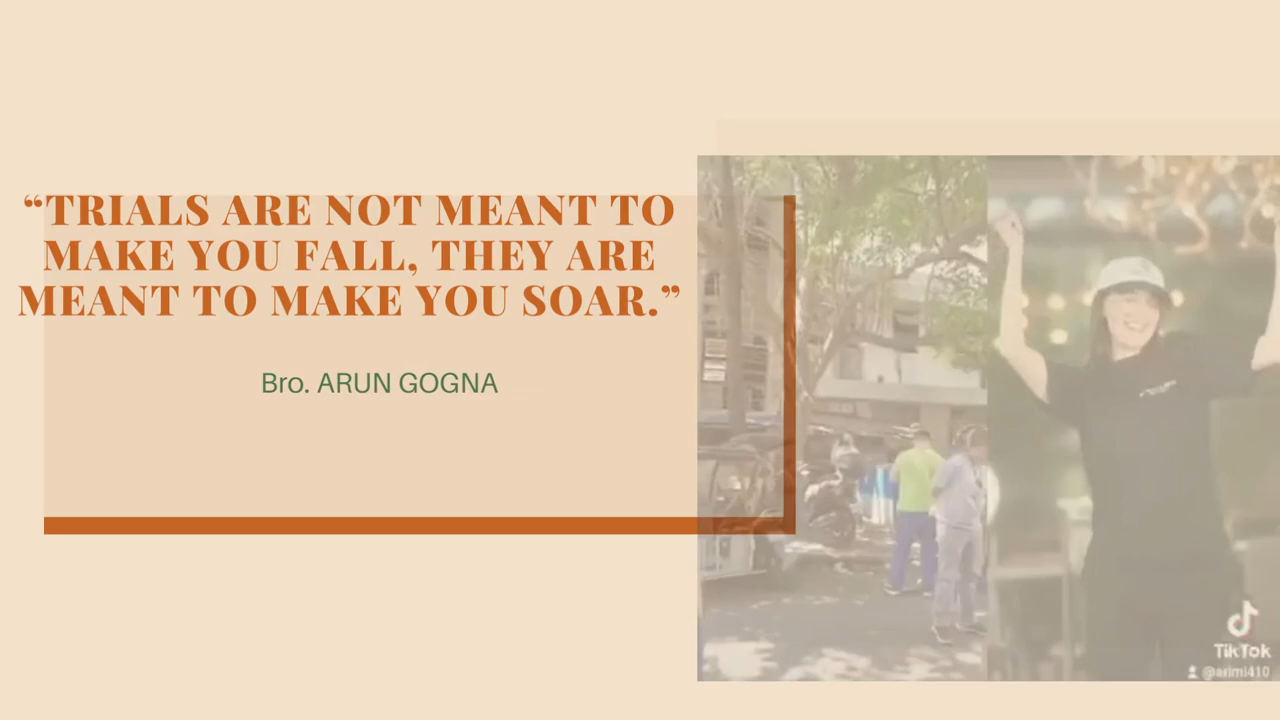 “TRIALS ARE NOT MEANT TO
MAKE YOU FALL, THEY ARE
MEANT TO MAKE YOU SOAR.”
Bro. ARUN GOGNA
TikTok
@arimi410